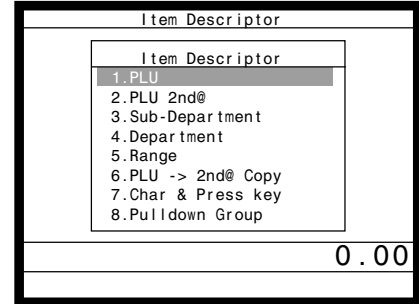 Item Descriptor
Item Descriptor
1.PLU
2.PLU 2nd@
3.Sub-Department
4.Department
5.Range
6.PLU -> 2nd@ Copy
7.Char & Press key
8.Pulldown Group
0.00